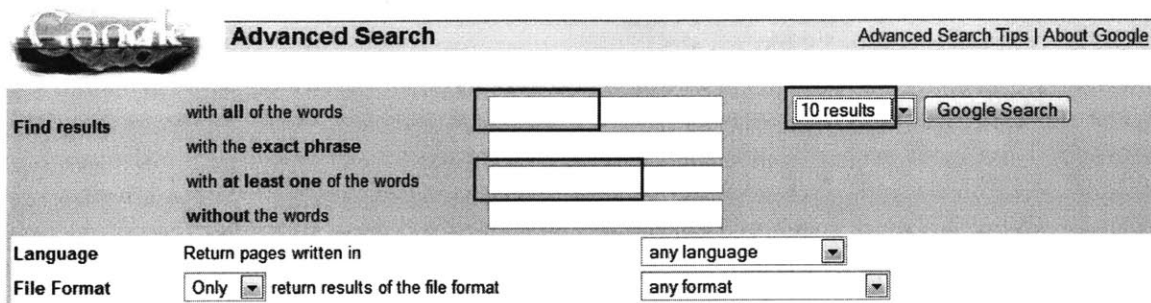 Google
Advanced Search
Advanced Search Tips | About Google
Find results
with all of the words
10 results
Google Search
with the exact phrase
with at least one of the words
without the words
Language Return pages written in any language
File Format Only return results of the file format any format